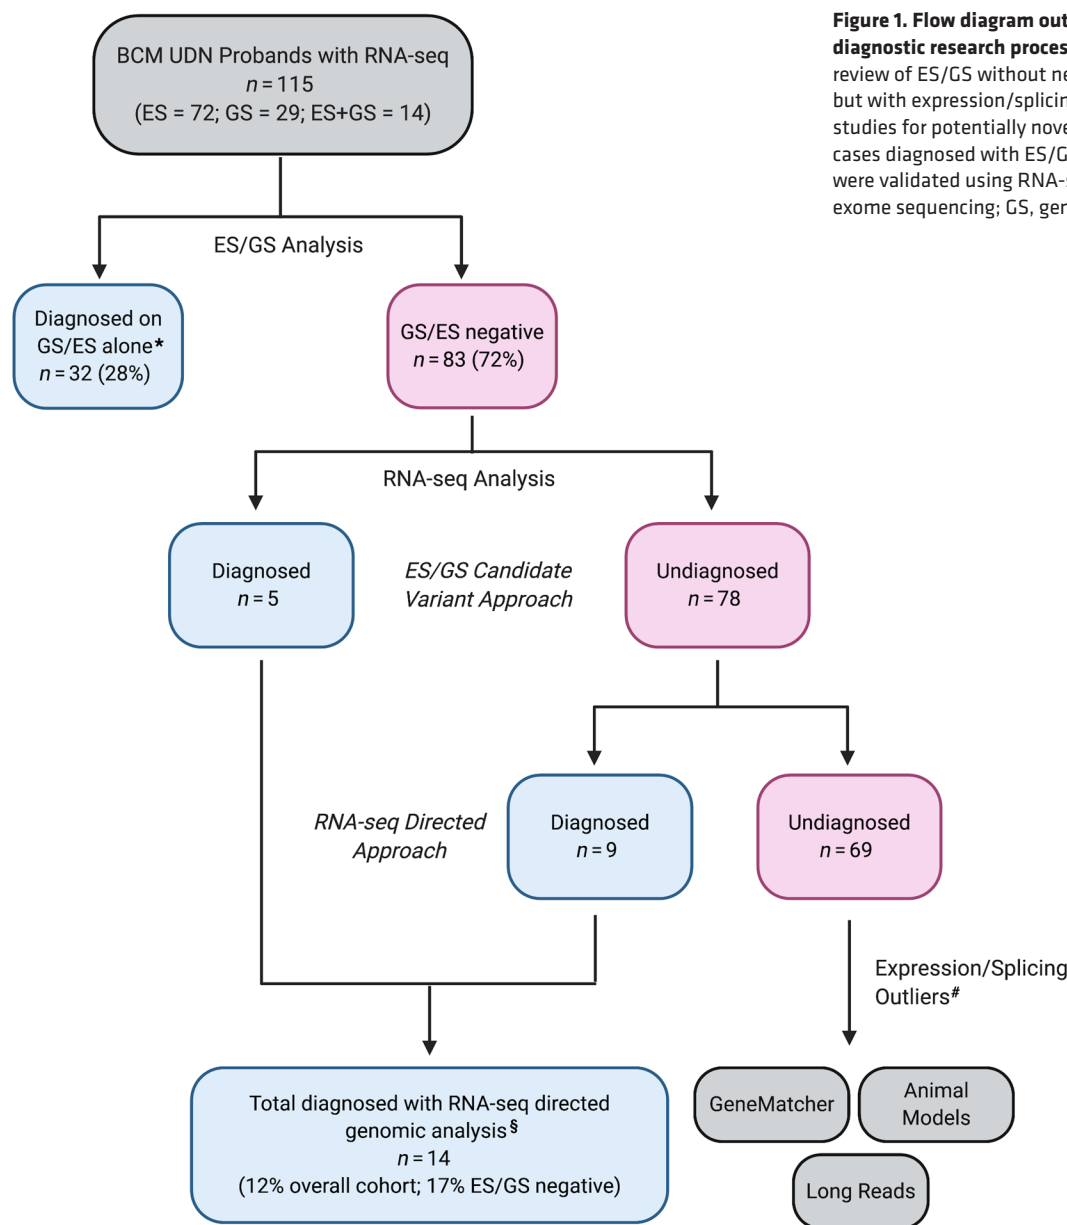 BCM UDN Probands with RNA-seq
n = 115
(ES = 72; GS = 29; ES+GS = 14)
Figure 1. Flow diagram out
diagnostic research proces
review of ES/GS without ne
but with expression/splicin
studies for potentially nove
cases diagnosed with ES/G
were validated using RNA-s
exome sequencing; GS, gen
ES/GS Analysis
Diagnosed on
GS/ES alone*
n = 32 (28%)
GS/ES negative
n = 83 (72%)
RNA-seq Analysis
Diagnosed
n = 5
ES/GS Candidate
Variant Approach
Undiagnosed
n = 78
RNA-seq Directed
Approach
Diagnosed
n = 9
Undiagnosed
n = 69
Expression/Splicing
Outliers#
Total diagnosed with RNA-seq directed
genomic analysis§
n = 14
(12% overall cohort; 17% ES/GS negative)
GeneMatcher
Animal
Models
Long Reads